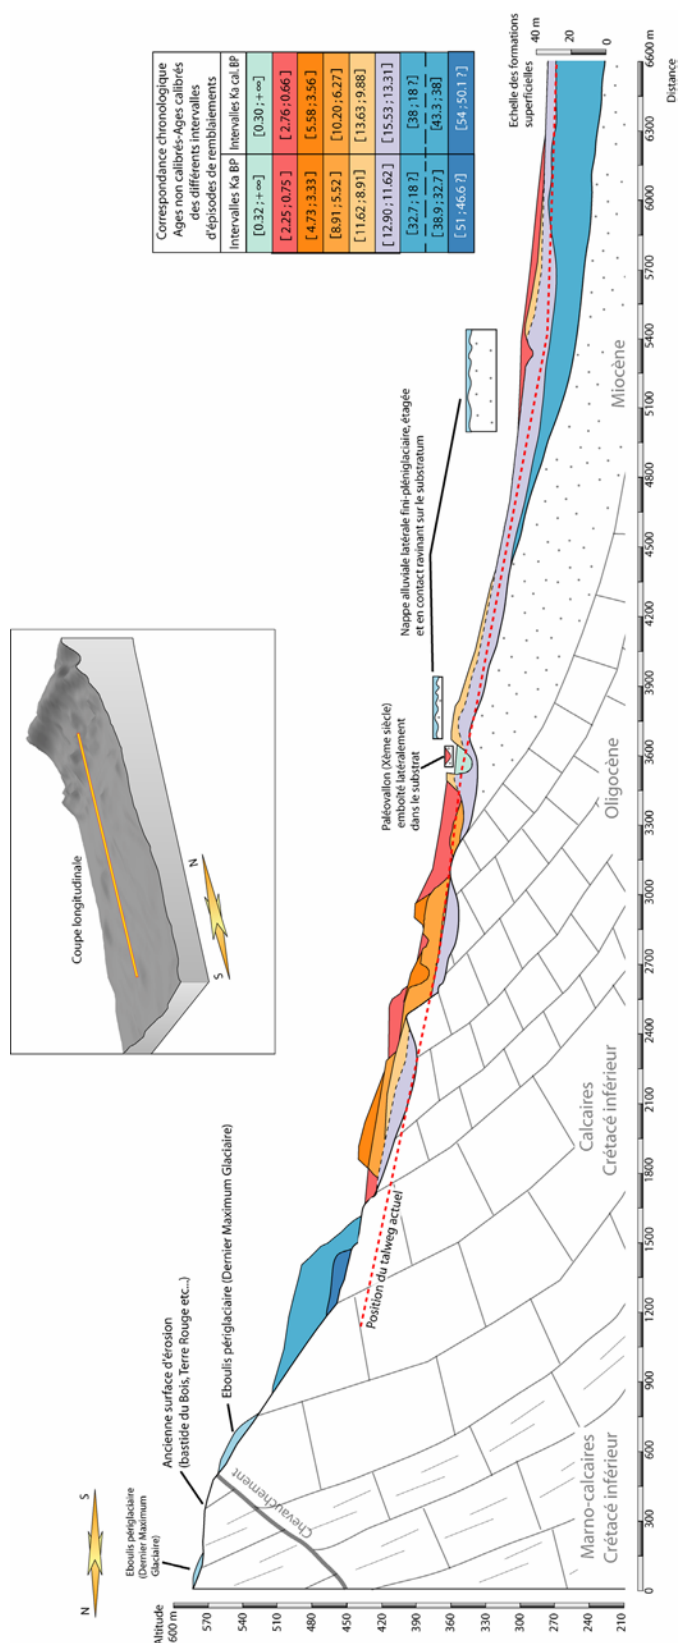 Correspondance chronologique
Ages non calibrés-Ages calibrés
des différents intervalles
d'épisodes de remblaiements
Intervalles Ka BP Intervalles Ka cal.BP
[0.32 ; +∞] [0.30 ; +∞]
[ 2.25 ; 0.75 ] [ 2.76 ; 0.66 ]
[ 4.73 ; 3.33 ] [ 5.58 ; 3.56 ]
[ 8.91 ; 5.52 ] [ 10.20 ; 6.27 ]
[ 11.62 ; 8.91 ] [ 13.63 ; 9.88 ]
[ 12.90 ; 11.62 ] [ 15.53 ; 13.31 ]
[32.7 ; 18 ?] [38 ; 18 ?]
[38.9 ; 32.7] [43.3 ; 38]
[ 51 ; 46.6 ?] [54 ; 50.1 ?]
Coupe longitudinale
S
N
N
S
Eboulis périglaciaire
(Dernier Maximum
Glaciaire)
Ancienne surface d'érosion
(bastide du Bois, Terre Rouge etc...)
Eboulis périglaciaire (Dernier Maximum Glaciaire)
Paléovallon (Xème siècle)
emboîté latéralement
dans le substrat
Nappe alluviale latérale fini-pléniglaciaire, étagée
et en contact ravinant sur le substratum
Echelle des formations
superficielles
40 m
20
0
Altitude
600 m
570
540
510
480
450
420
390
360
330
300
270
240
210
Chevauchement
Position du talweg actuel
Marno-calcaires
Crétacé inférieur
Calcaires
Crétacé inférieur
Oligocène
Miocène
0 300 600 900 1200 1500 1800 2100 2400 2700 3000 3300 3600 3900 4200 4500 4800 5100 5400 5700 6000 6300 6600 m
Distance